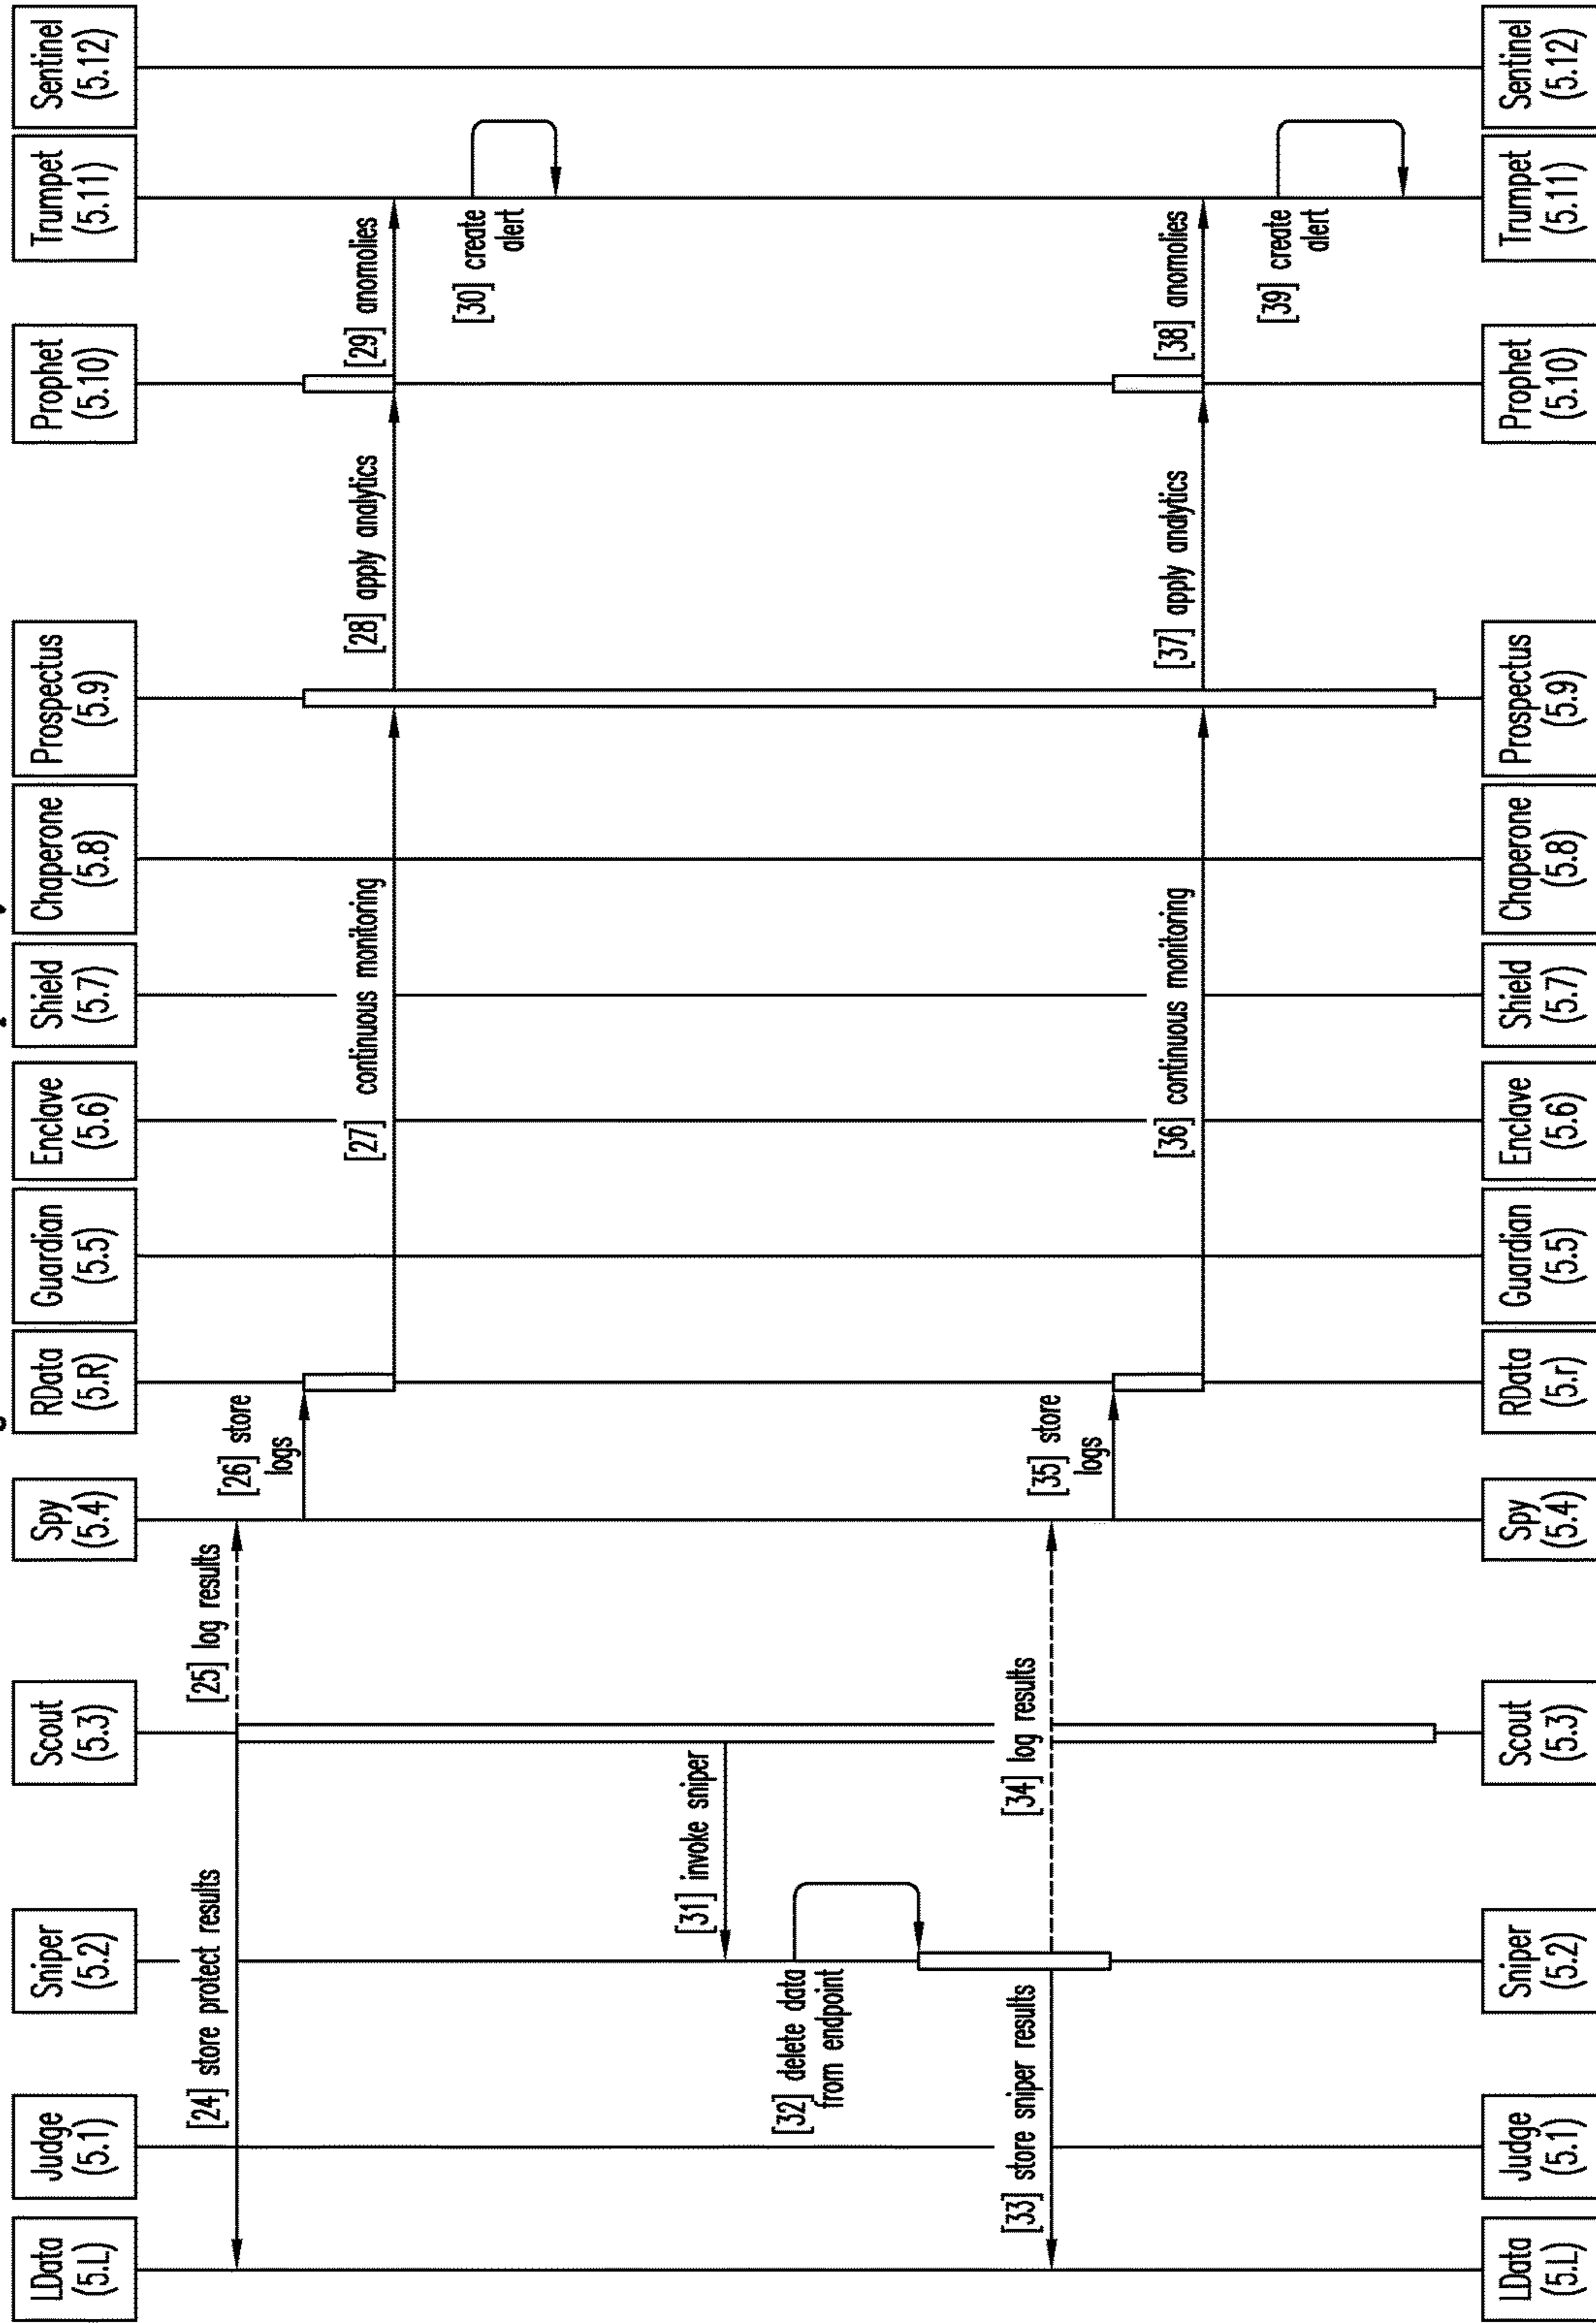 LData
(5.L)
Judge
(5.1)
Sniper
(5.2)
Scout
(5.3)
Spy
(5.4)
RData
(5.R)
Guardian
(5.5)
Enclave
(5.6)
Shield
(5.7)
Chaperone
(5.8)
Prospectus
(5.9)
Prophet
(5.10)
Trumpet
(5.11)
Sentinel
(5.12)
[24] store protect results
[25] log results
[26] store
logs
[27] continuous monitoring
[28] apply analytics
[29] anomolies
[30] create
alert
[31] invoke sniper
[32] delete data
from endpoint
[33] store sniper results
[34] log results
[35] store
logs
[36] continuous monitoring
[37] apply analytics
[38] anomolies
[39] create
alert
LData
(5.L)
Judge
(5.1)
Sniper
(5.2)
Scout
(5.3)
Spy
(5.4)
RData
(5.r)
Guardian
(5.5)
Enclave
(5.6)
Shield
(5.7)
Chaperone
(5.8)
Prospectus
(5.9)
Prophet
(5.10)
Trumpet
(5.11)
Sentinel
(5.12)